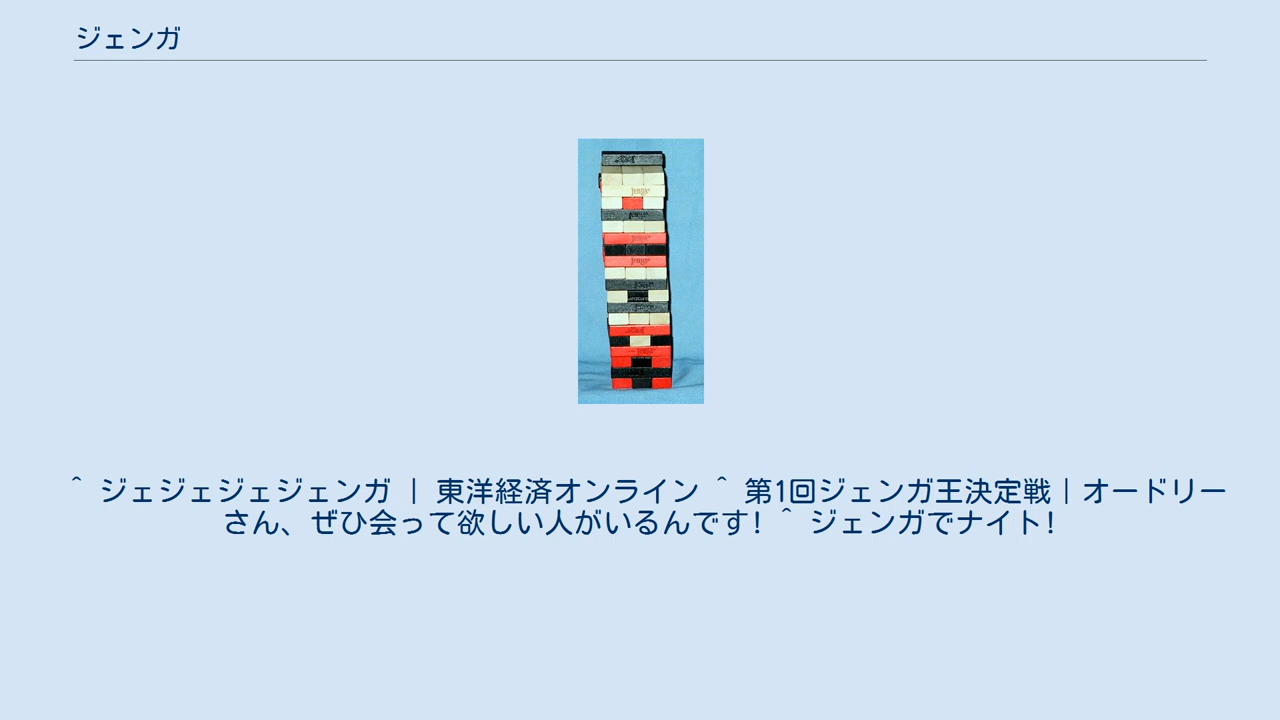 ジェンガ
^ ジェジェジェジェンガ | 東洋経済オンライン ^ 第1回ジェンガ王決定戦｜オードリー
さん、ぜひ会って欲しい人がいるんです! ^ ジェンガでナイト!